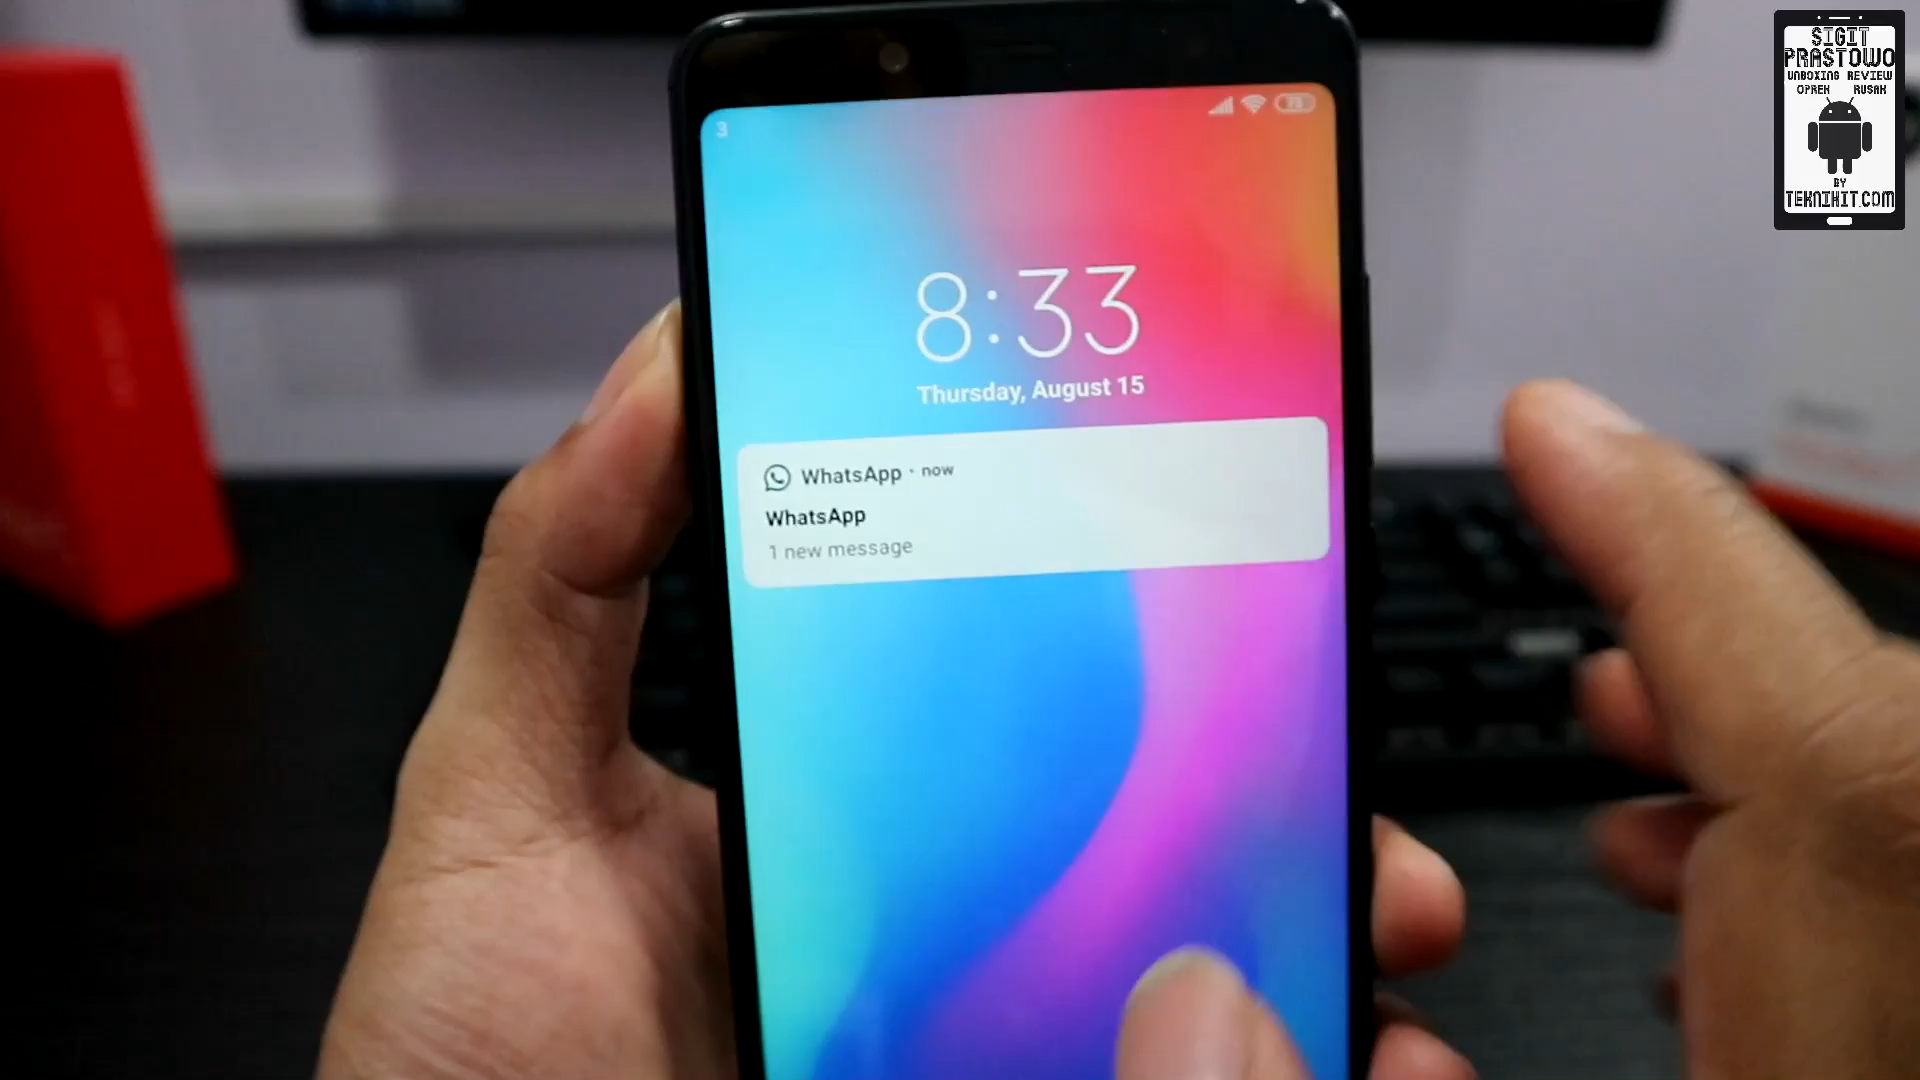 3
8:33
Thursday, August 15
WhatsApp · now
WhatsApp
1 new message
SIGIT
PRASTOWO
UNBOXING REVIEW
OPREK RUSAK
BY
TEKNIKIT.COM